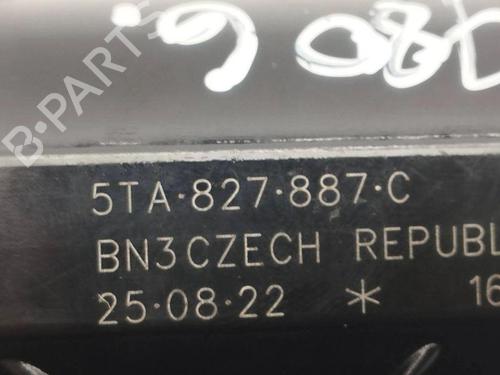 B-PARTS
5TA·827·887·C
BN3CZECH REPUBL
25·08·22 * 16